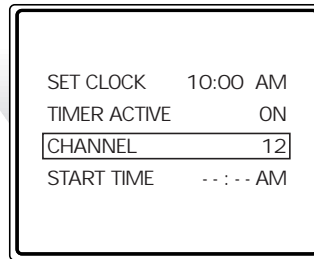 SET CLOCK 10:00 AM
TIMER ACTIVE ON
CHANNEL 12
START TIME - - : - - AM